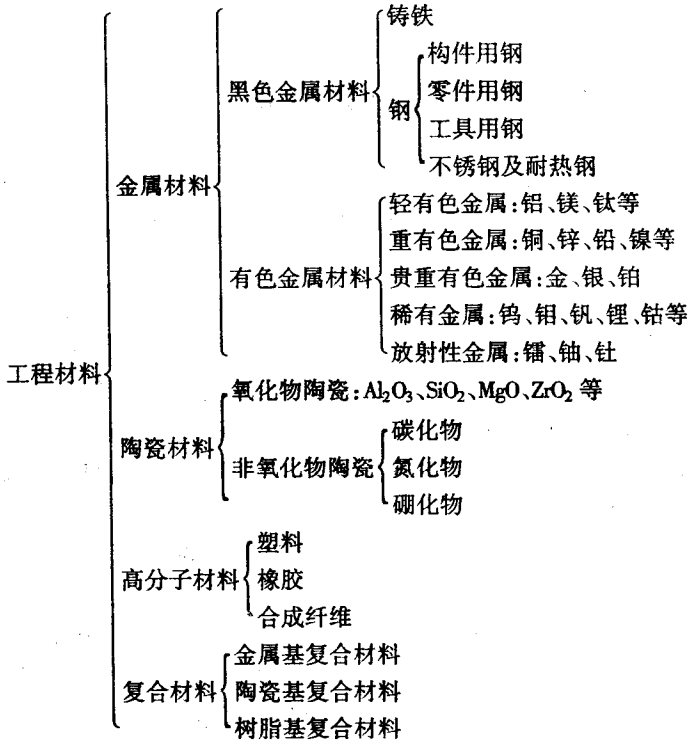 铸铁
构件用钢
黑色金属材料
零件用钢
钢
工具用钢
不锈钢及耐热钢
金属材料
轻有色金属:铝、镁、钛等
重有色金属:铜、锌、铅、镍等
有色金属材料
贵重有色金属:金、银、铂
稀有金属:钨、钼、钒、锂、钴等
放射性金属:镭、铀、钍
工程材料
氧化物陶瓷:Al₂O₃、SiO₂、MgO、ZrO₂ 等
碳化物
陶瓷材料
非氧化物陶瓷
氮化物
硼化物
塑料
高分子材料
橡胶
合成纤维
金属基复合材料
复合材料
陶瓷基复合材料
树脂基复合材料